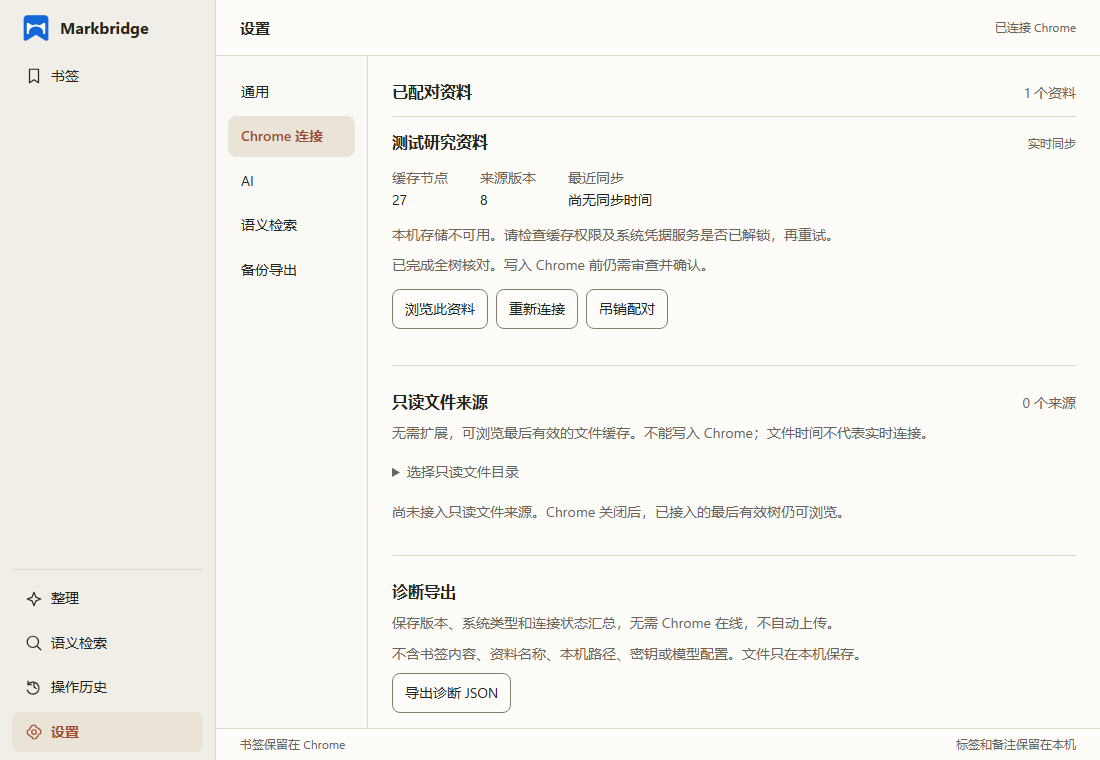 Markbridge
书签
整理
语义检索
操作历史
设置
设置
已连接 Chrome
通用
Chrome 连接
AI
语义检索
备份导出
已配对资料
1 个资料
测试研究资料
实时同步
缓存节点 来源版本 最近同步
27 8 尚无同步时间
本机存储不可用。请检查缓存权限及系统凭据服务是否已解锁，再重试。
已完成全树核对。写入 Chrome 前仍需审查并确认。
浏览此资料 重新连接 吊销配对
只读文件来源
0 个来源
无需扩展，可浏览最后有效的文件缓存。不能写入 Chrome；文件时间不代表实时连接。
选择只读文件目录
尚未接入只读文件来源。Chrome 关闭后，已接入的最后有效树仍可浏览。
诊断导出
保存版本、系统类型和连接状态汇总，无需 Chrome 在线，不自动上传。
不含书签内容、资料名称、本机路径、密钥或模型配置。文件只在本机保存。
导出诊断 JSON
书签保留在 Chrome
标签和备注保留在本机